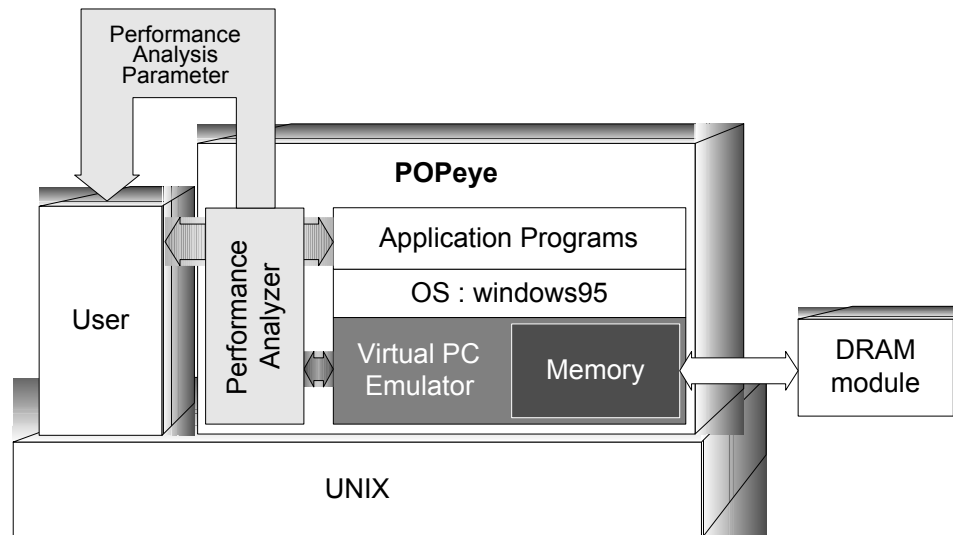 Performance
Analysis
Parameter
POPeye
User
Performance
Analyzer
Application Programs
OS : windows95
Virtual PC
Emulator
Memory
DRAM
module
UNIX